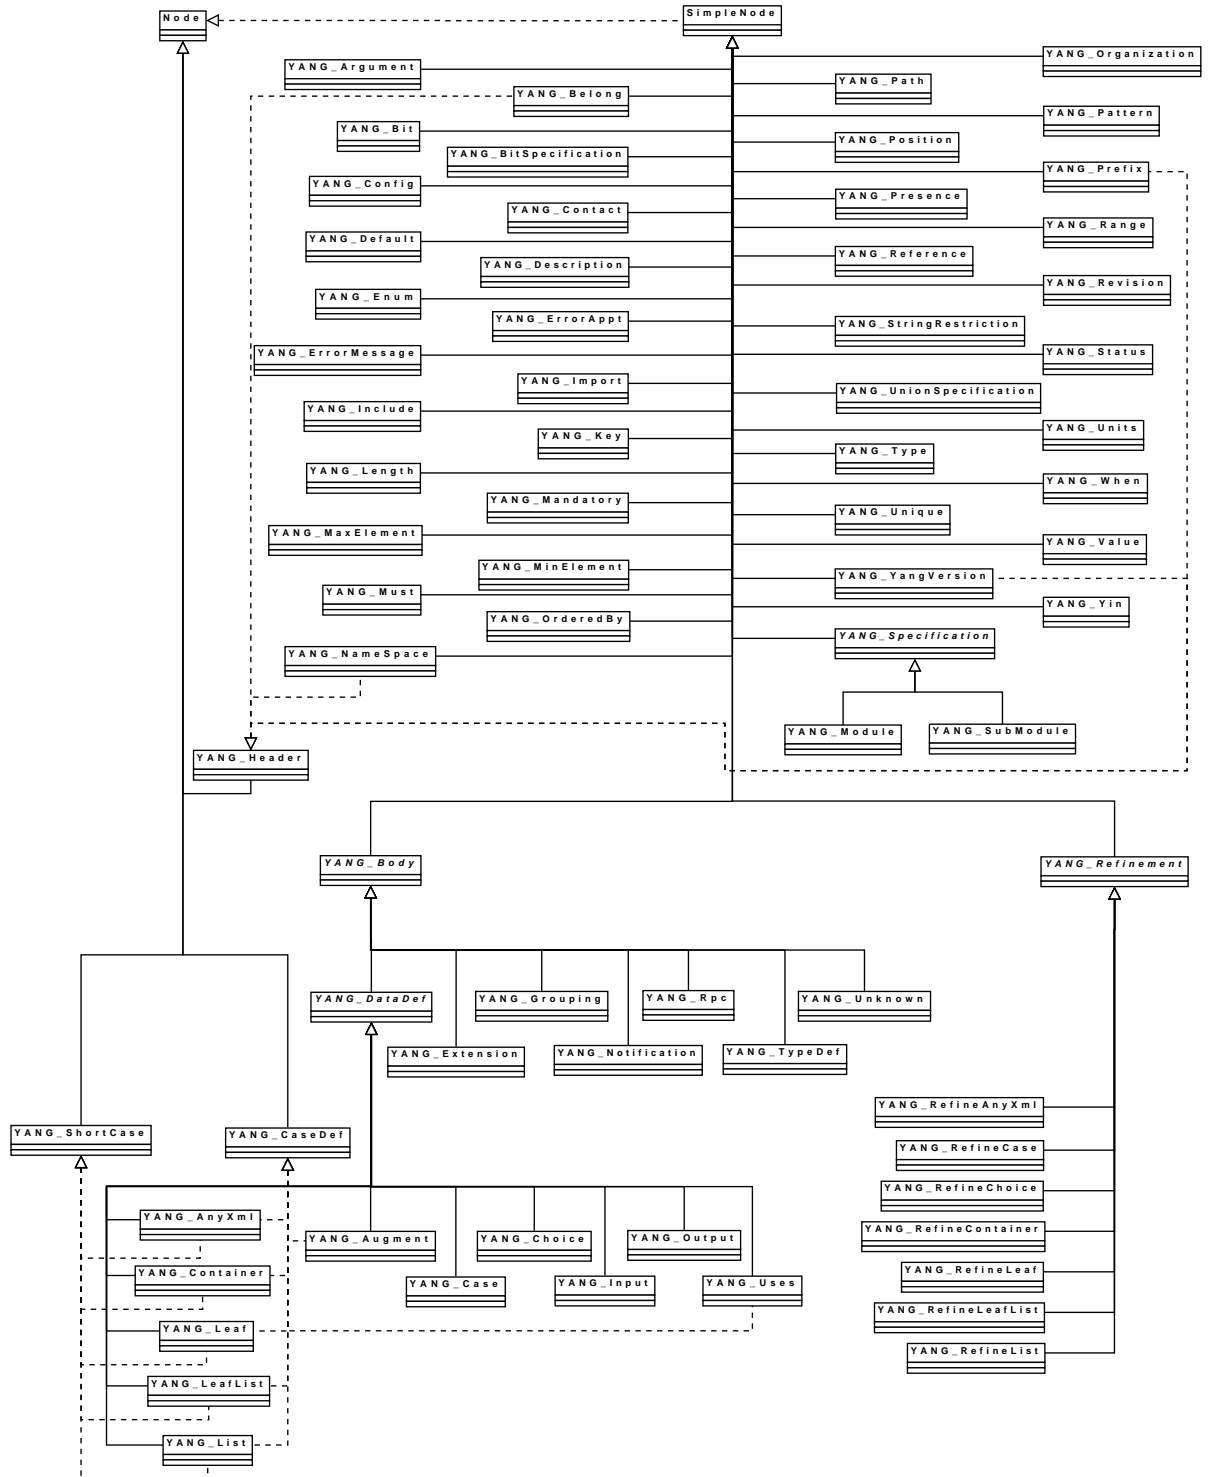 Node
SimpleNode
YANG_Argument
YANG_Organization
YANG_Belong
YANG_Path
YANG_Bit
YANG_Pattern
YANG_BitSpecification
YANG_Position
YANG_Config
YANG_Prefix
YANG_Contact
YANG_Presence
YANG_Default
YANG_Range
YANG_Description
YANG_Reference
YANG_Enum
YANG_Revision
YANG_ErrorAppt
YANG_StringRestriction
YANG_ErrorMessage
YANG_Status
YANG_Import
YANG_UnionSpecification
YANG_Include
YANG_Units
YANG_Key
YANG_Type
YANG_Length
YANG_When
YANG_Mandatory
YANG_Unique
YANG_MaxElement
YANG_Value
YANG_MinElement
YANG_YangVersion
YANG_Must
YANG_Yin
YANG_OrderedBy
YANG_Specification
YANG_NameSpace
YANG_Module
YANG_SubModule
YANG_Header
YANG_Body
YANG_Refinement
YANG_DataDef
YANG_Grouping
YANG_Rpc
YANG_Unknown
YANG_Extension
YANG_Notification
YANG_TypeDef
YANG_RefineAnyXml
YANG_ShortCase
YANG_CaseDef
YANG_RefineCase
YANG_RefineChoice
YANG_AnyXml
YANG_Augment
YANG_Choice
YANG_Output
YANG_RefineContainer
YANG_Container
YANG_Case
YANG_Input
YANG_Uses
YANG_RefineLeaf
YANG_RefineLeafList
YANG_Leaf
YANG_RefineList
YANG_LeafList
YANG_List